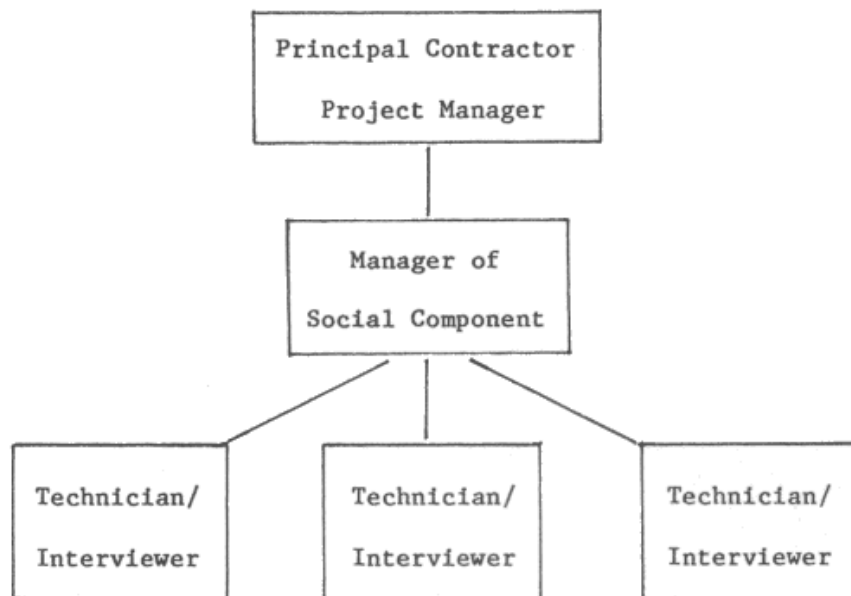 Principal Contractor
Project Manager
Manager of
Social Component
Technician/
Interviewer
Technician/
Interviewer
Technician/
Interviewer